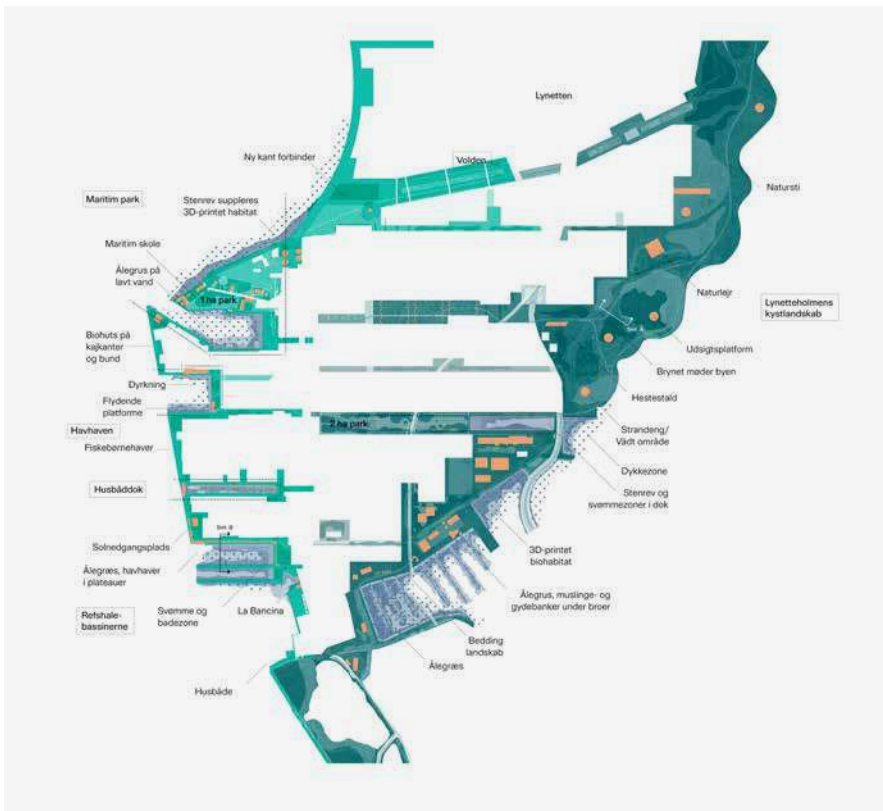 Lynetten
Ny kant forbinder
Volden
Stenrev suppleres
3D-printet habitat
Maritim park
Natursti
Maritim skole
Ålegrus på
lavt vand
1 ha park
Naturlejr
Lynetteholmens
kystlandskab
Biohuts på
kajkanter
og bund
Udsigtsplatform
Brynet møder byen
Dyrkning
Hestestald
Flydende
platforme
2 ha park
Strandeng/
Vådt område
Havhaven
Fiskebørnehaver
Dykkezone
Husbåddok
Stenrev og
svømmezoner i dok
Solnedgangsplads
3D-printet
biohabitat
Ålegræs, havhaver
i plateauer
Ålegrus, muslinge- og
gydebanker under broer
Refshale-
bassinerne
Svømme og
badezone
La Bancina
Bedding
landskab
Ålegræs
Husbåde